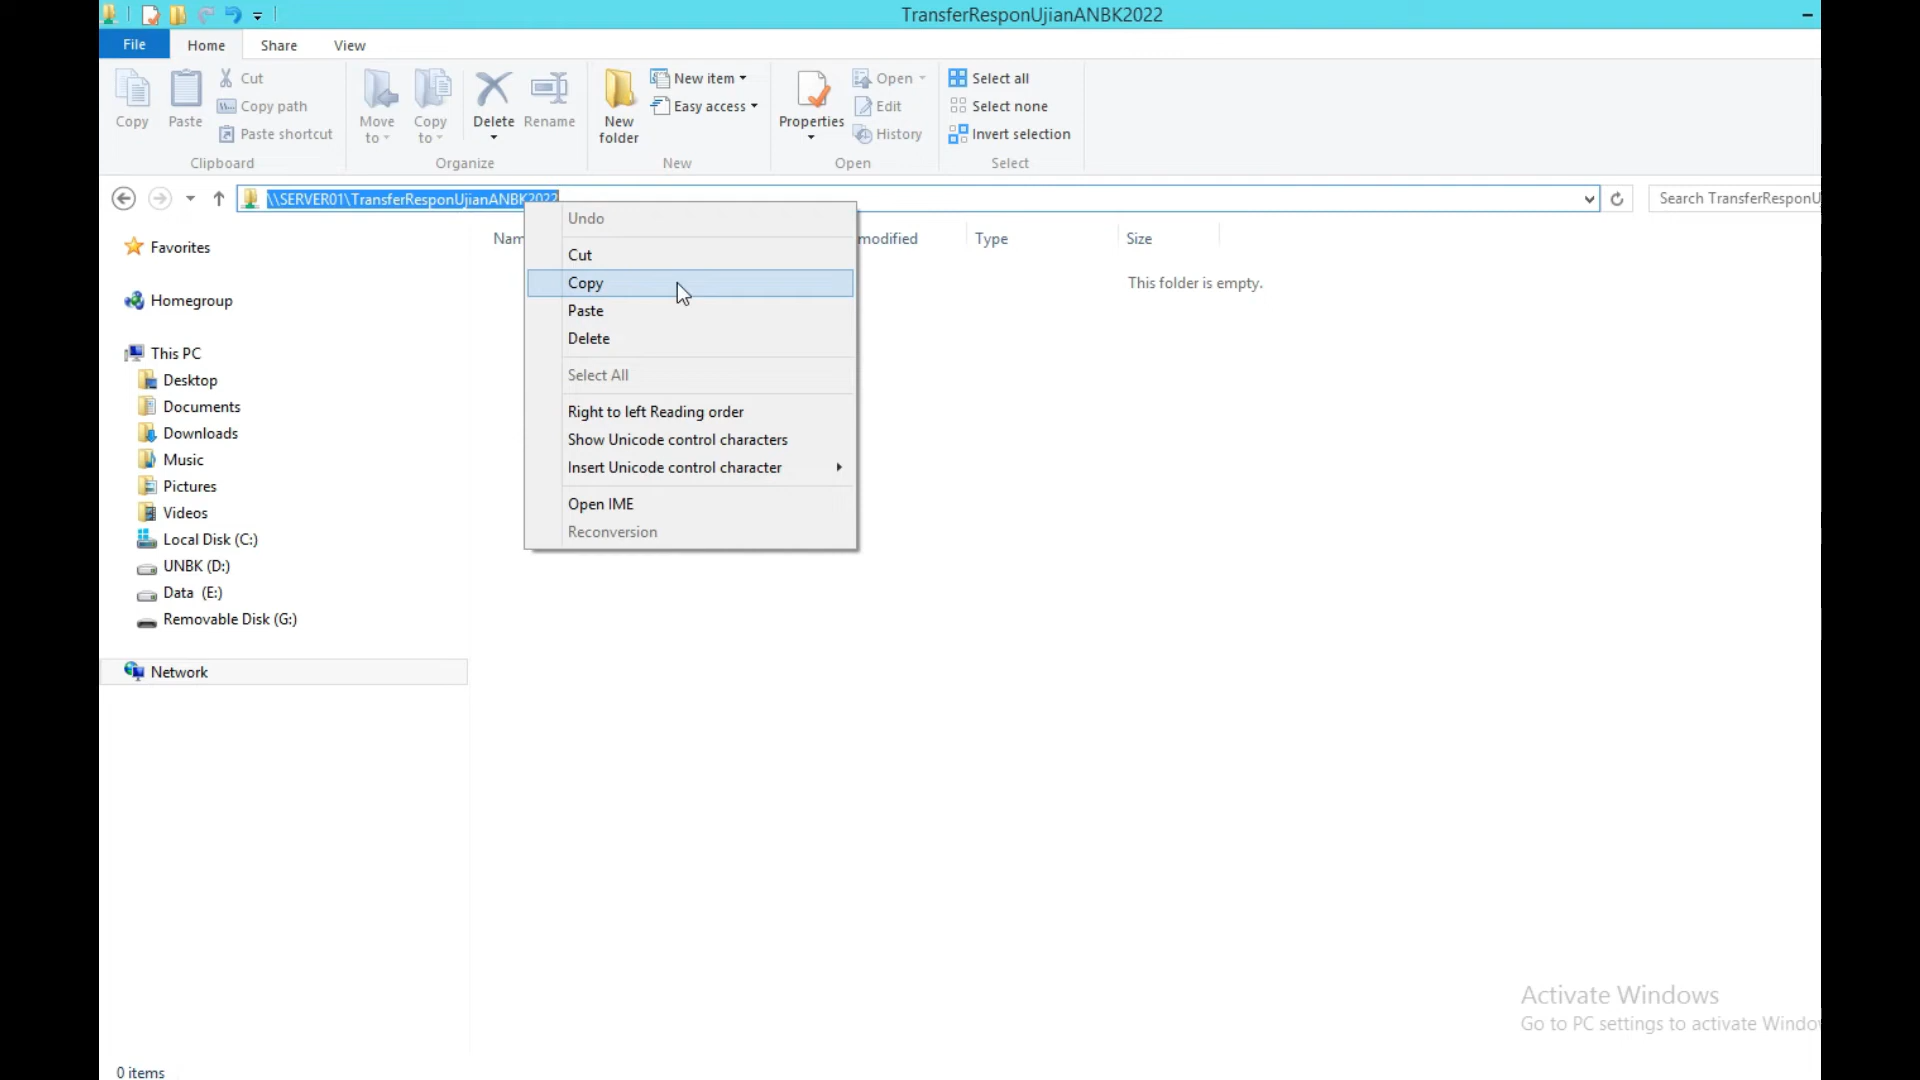 TransferResponUjianANBK2022
File Home Share View
Copy
Paste
Cut
Copy path
Paste shortcut
Clipboard
Move to
Copy to
Delete
Rename
Organize
New folder
New item
Easy access
New
Properties
Open
Edit
History
Open
Select all
Select none
Invert selection
Select
\\SERVER01\TransferResponUjianANBK2022
Search TransferResponU
Favorites
Homegroup
This PC
Desktop
Documents
Downloads
Music
Pictures
Videos
Local Disk (C:)
UNBK (D:)
Data (E:)
Removable Disk (G:)
Network
Nam modified Type Size
This folder is empty.
Undo
Cut
Copy
Paste
Delete
Select All
Right to left Reading order
Show Unicode control characters
Insert Unicode control character
Open IME
Reconversion
Activate Windows
Go to PC settings to activate Windo
0 items